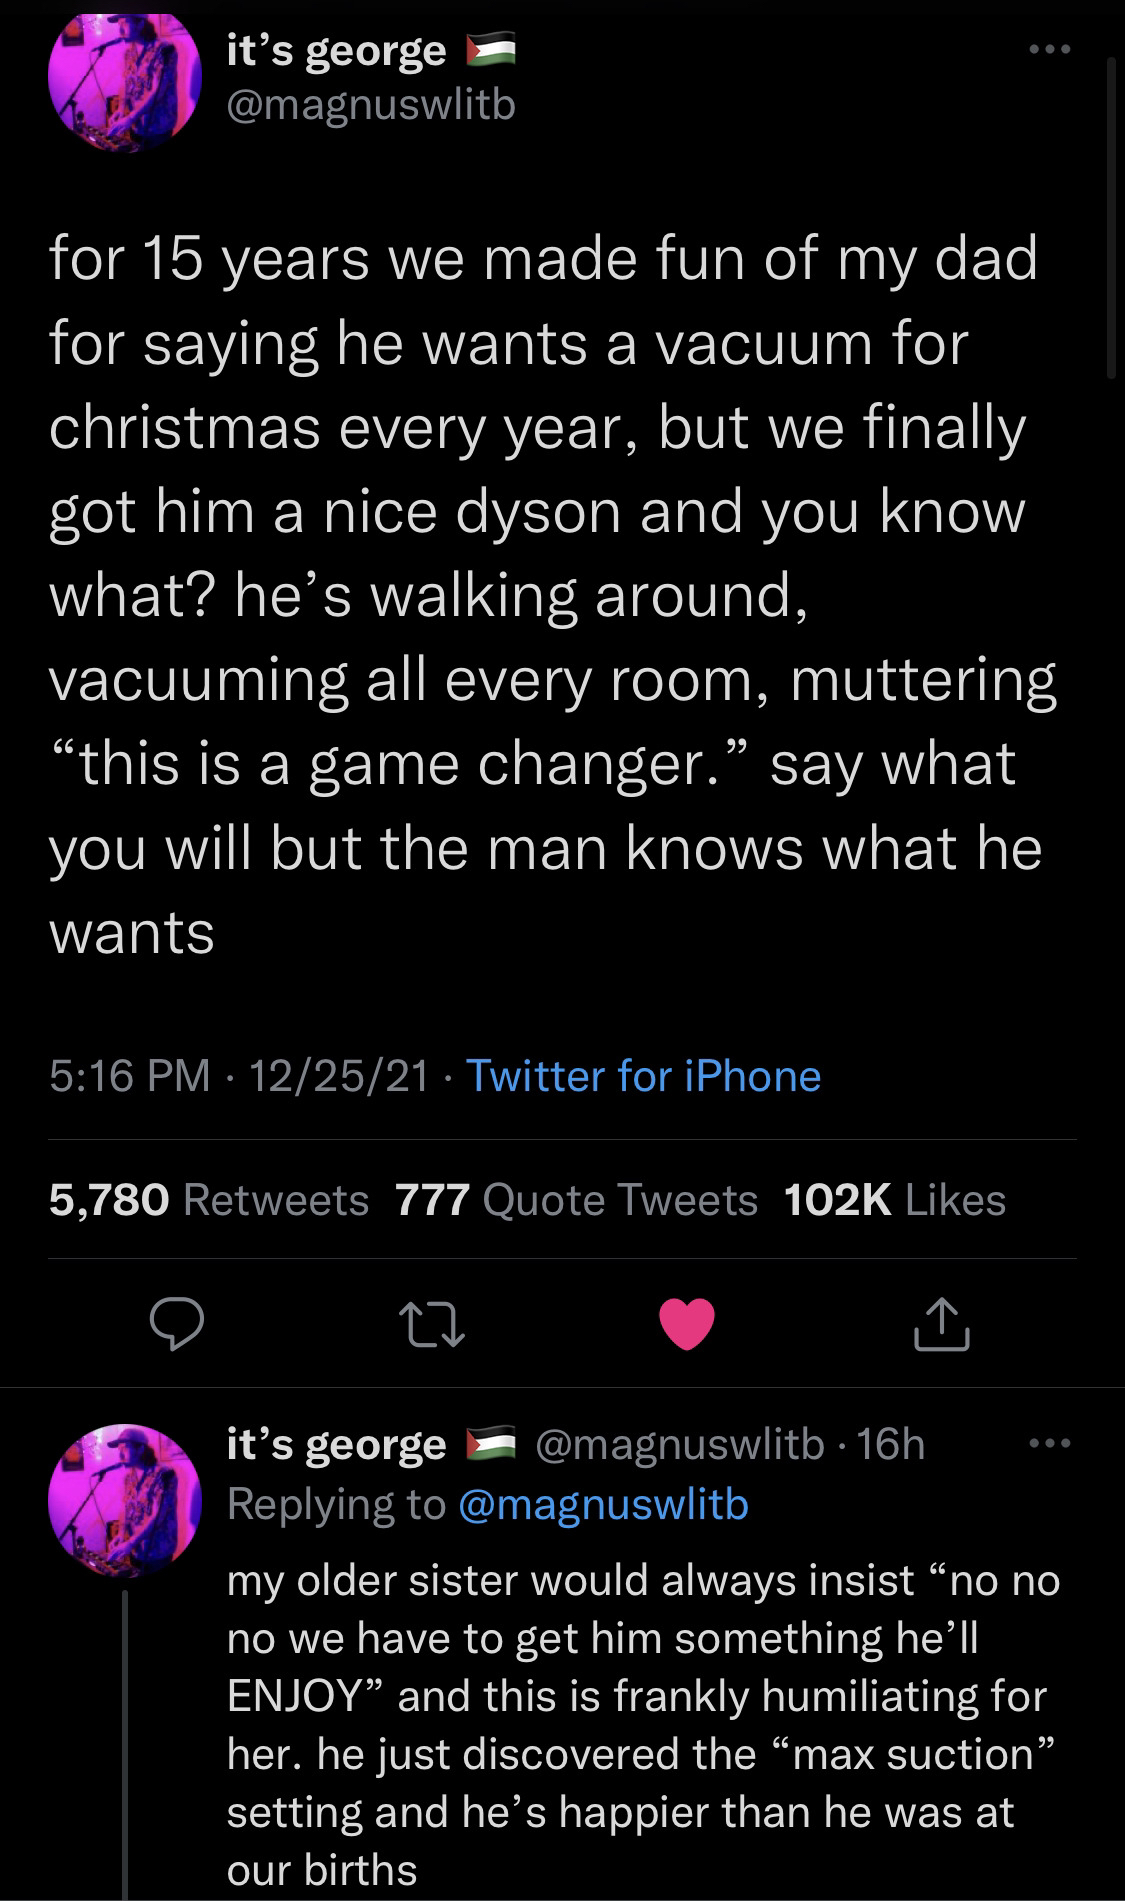 it’s george 🇵🇸
@magnuswlitb
for 15 years we made fun of my dad
for saying he wants a vacuum for
christmas every year, but we finally
got him a nice dyson and you know
what? he’s walking around,
vacuuming all every room, muttering
“this is a game changer.” say what
you will but the man knows what he
wants
5:16 PM · 12/25/21 · Twitter for iPhone
5,780 Retweets 777 Quote Tweets 102K Likes
it’s george 🇵🇸 @magnuswlitb · 16h
Replying to @magnuswlitb
my older sister would always insist “no no
no we have to get him something he’ll
ENJOY” and this is frankly humiliating for
her. he just discovered the “max suction”
setting and he’s happier than he was at
our births